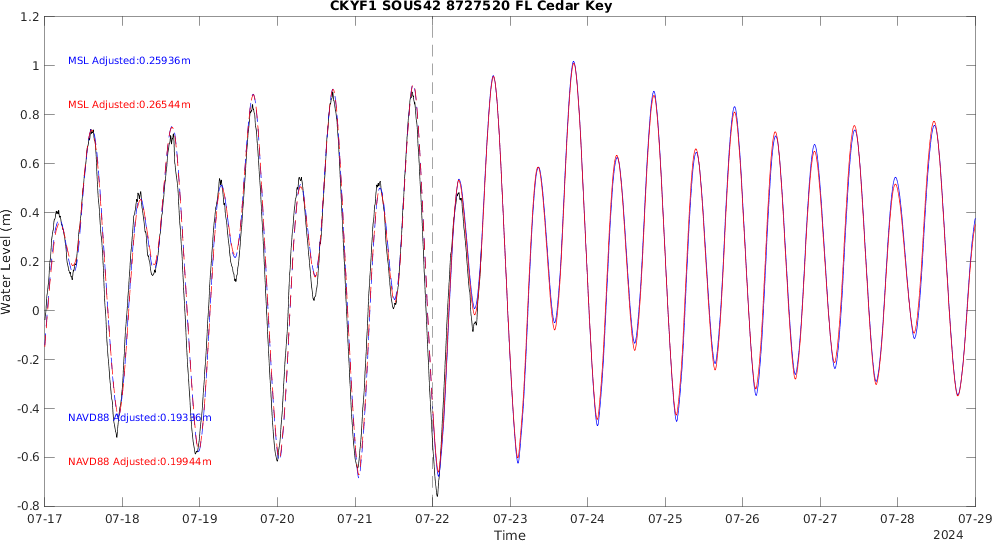 CKYF1 SOUS42 8727520 FL Cedar Key
1.2
1
0.8
0.6
0.4
0.2
0
-0.2
-0.4
-0.6
-0.8
Water Level (m)
MSL Adjusted:0.25936m
MSL Adjusted:0.26544m
NAVD88 Adjusted:0.19336m
NAVD88 Adjusted:0.19944m
07-17 07-18 07-19 07-20 07-21 07-22 07-23 07-24 07-25 07-26 07-27 07-28 07-29
Time
2024